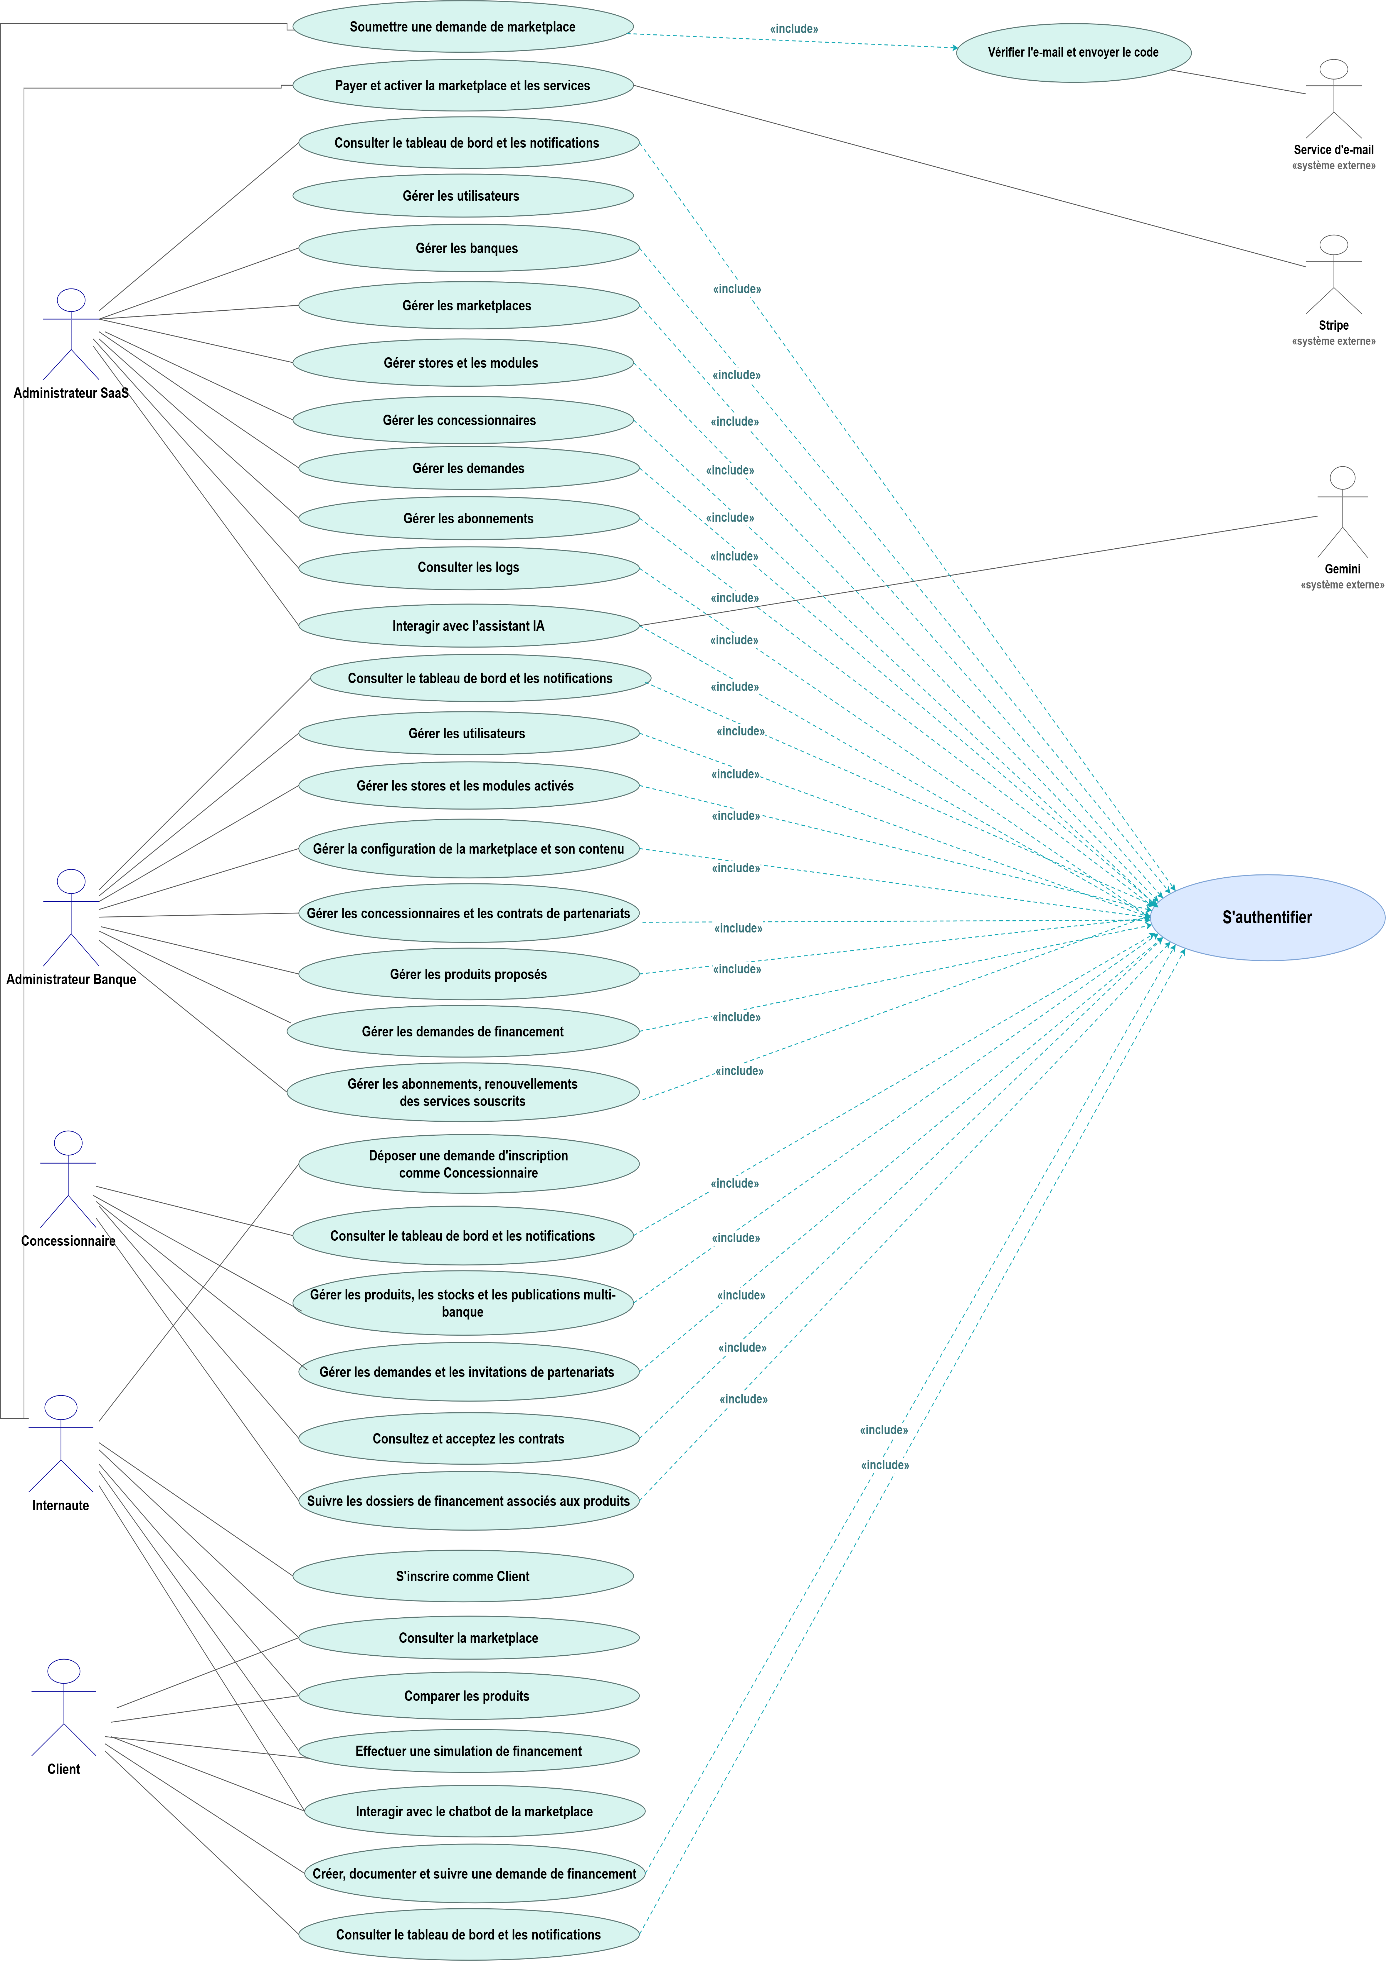 Soumettre une demande de marketplace
«include»
Vérifier l'e-mail et envoyer le code
Payer et activer la marketplace et les services
Service d'e-mail
«système externe»
Consulter le tableau de bord et les notifications
Gérer les utilisateurs
Gérer les banques
«include»
Gérer les marketplaces
Stripe
«système externe»
Gérer stores et les modules
«include»
Administrateur SaaS
Gérer les concessionnaires
«include»
Gérer les demandes
«include»
Gérer les abonnements
«include»
«include»
Consulter les logs
Gemini
«système externe»
«include»
Interagir avec l'assistant IA
«include»
Consulter le tableau de bord et les notifications
«include»
Gérer les utilisateurs
«include»
«include»
Gérer les stores et les modules activés
«include»
Gérer la configuration de la marketplace et son contenu
«include»
Gérer les concessionnaires et les contrats de partenariats
S'authentifier
«include»
Gérer les produits proposés
«include»
Administrateur Banque
«include»
Gérer les demandes de financement
«include»
Gérer les abonnements, renouvellements
des services souscrits
Déposer une demande d'inscription
comme Concessionnaire
«include»
Consulter le tableau de bord et les notifications
«include»
Concessionnaire
Gérer les produits, les stocks et les publications multi-
banque
«include»
«include»
Gérer les demandes et les invitations de partenariats
«include»
«include»
Consultez et acceptez les contrats
«include»
Suivre les dossiers de financement associés aux produits
Internaute
S'inscrire comme Client
Consulter la marketplace
Comparer les produits
Effectuer une simulation de financement
Client
Interagir avec le chatbot de la marketplace
Créer, documenter et suivre une demande de financement
Consulter le tableau de bord et les notifications